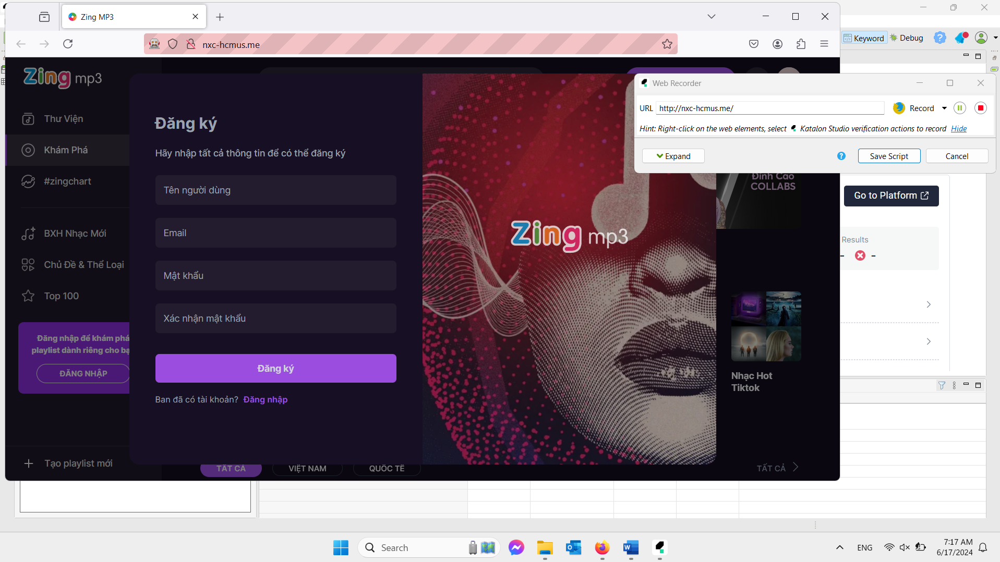 Zing MP3
nxc-hcmus.me
Keyword
Debug
Zing mp3
Thư Viện
Khám Phá
#zingchart
BXH Nhạc Mới
Chủ Đề & Thể Loại
Top 100
Đăng nhập để khám phá
playlist dành riêng cho bạ
ĐĂNG NHẬP
Tạo playlist mới
Đăng ký
Hãy nhập tất cả thông tin để có thể đăng ký
Tên người dùng
Email
Mật khẩu
Xác nhận mật khẩu
Đăng ký
Ban đã có tài khoản? Đăng nhập
Zing mp3
Web Recorder
URL http://nxc-hcmus.me/ Record
Hint: Right-click on the web elements, select Katalon Studio verification actions to record Hide
Expand
Save Script
Cancel
Đỉnh Cao
COLLABS
Nhạc Hot
Tiktok
Go to Platform
Results
- -
TẤT CẢ
VIỆT NAM
QUỐC TẾ
TẤT CẢ
Search
ENG
7:17 AM
6/17/2024